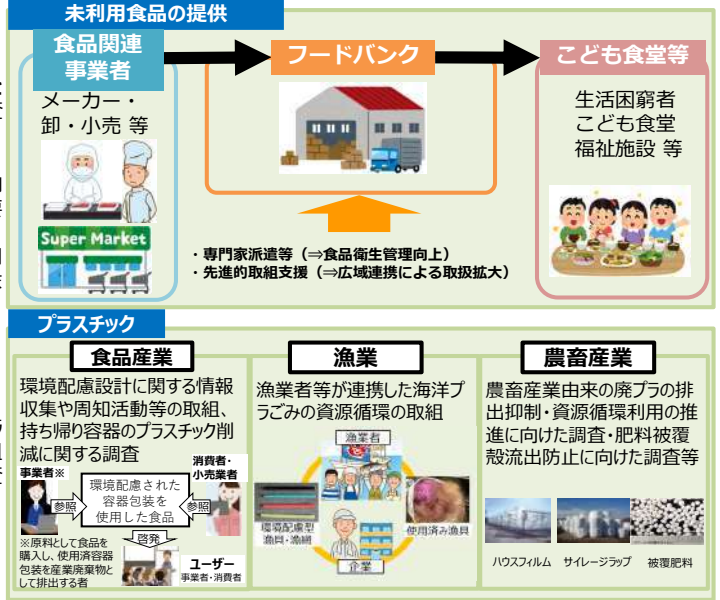 未利用食品の提供
食品関連
事業者
フードバンク
こども食堂等
メーカー・
卸・小売 等
生活困窮者
こども食堂
福祉施設 等
Super Market
・専門家派遣等（⇒食品衛生管理向上）
・先進的取組支援（⇒広域連携による取扱拡大）
プラスチック
食品産業
環境配慮設計に関する情報
収集や周知活動等の取組、
持ち帰り容器のプラスチック削
減に関する調査
事業者※
消費者・
小売業者
環境配慮された
容器包装を
使用した食品
参照
参照
啓発
※原料として食品を
購入し、使用済容器
包装を産業廃棄物と
して排出する者
ユーザー
事業者・消費者
漁業
漁業者等が連携した海洋プ
ラごみの資源循環の取組
漁業者
環境配慮型
漁具・漁網
使用済み漁具
企業
農畜産業
農畜産業由来の廃プラの排
出抑制・資源循環利用の推
進に向けた調査・肥料被覆
殻流出防止に向けた調査等
ハウスフィルム
サイレージラップ
被覆肥料